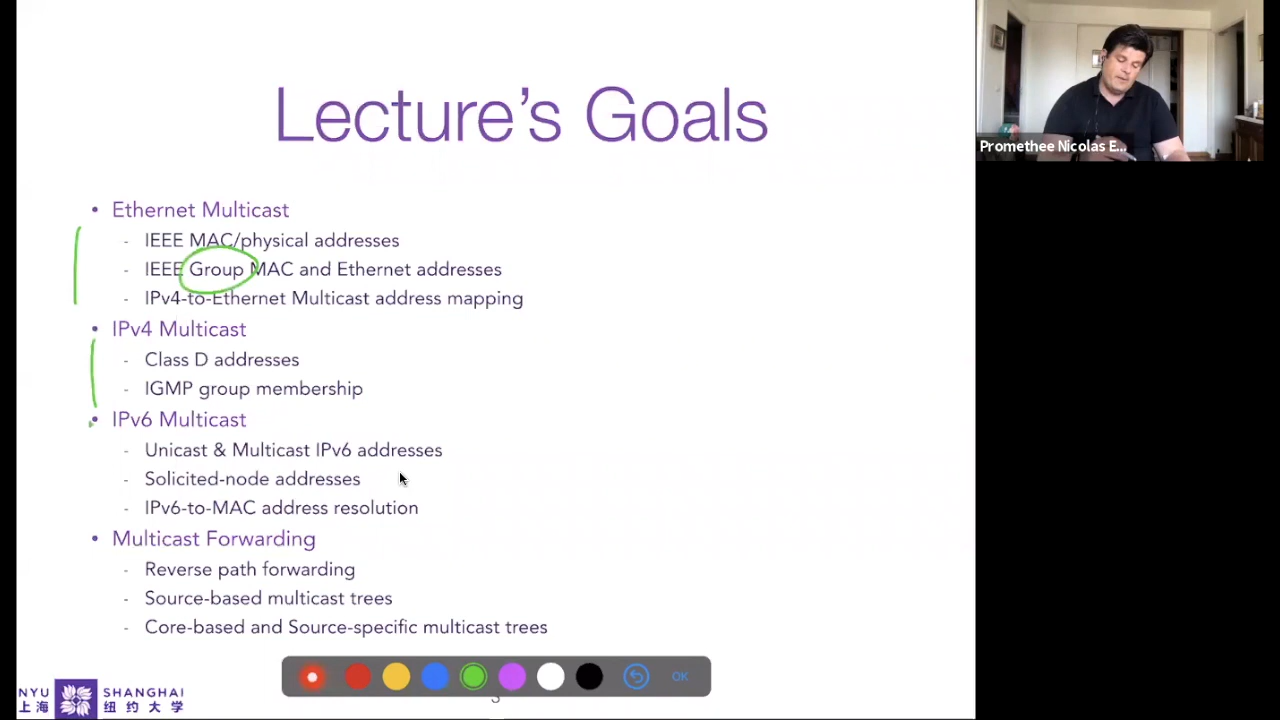 Lecture's Goals
• Ethernet Multicast
- IEEE MAC/physical addresses
- IEEE Group MAC and Ethernet addresses
- IPv4-to-Ethernet Multicast address mapping
• IPv4 Multicast
- Class D addresses
- IGMP group membership
• IPv6 Multicast
- Unicast & Multicast IPv6 addresses
- Solicited-node addresses
- IPv6-to-MAC address resolution
• Multicast Forwarding
- Reverse path forwarding
- Source-based multicast trees
- Core-based and Source-specific multicast trees
Promethee Nicolas E...
OK
NYU SHANGHAI
上海 纽约大学